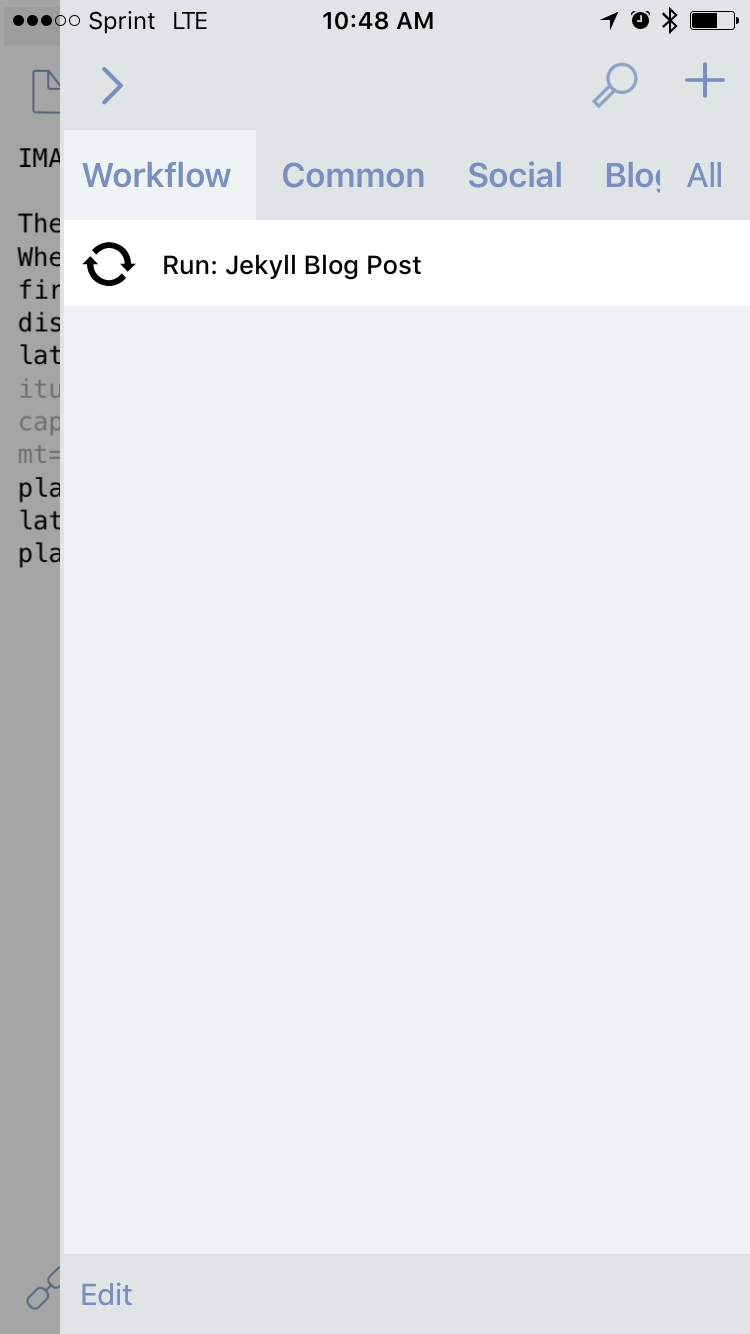 Sprint LTE 10:48 AM
Workflow Common Social Blog All
Run: Jekyll Blog Post
IMA
The
Whe
fir
dis
lat
itu
cap
mt=
pla
lat
pla
Edit